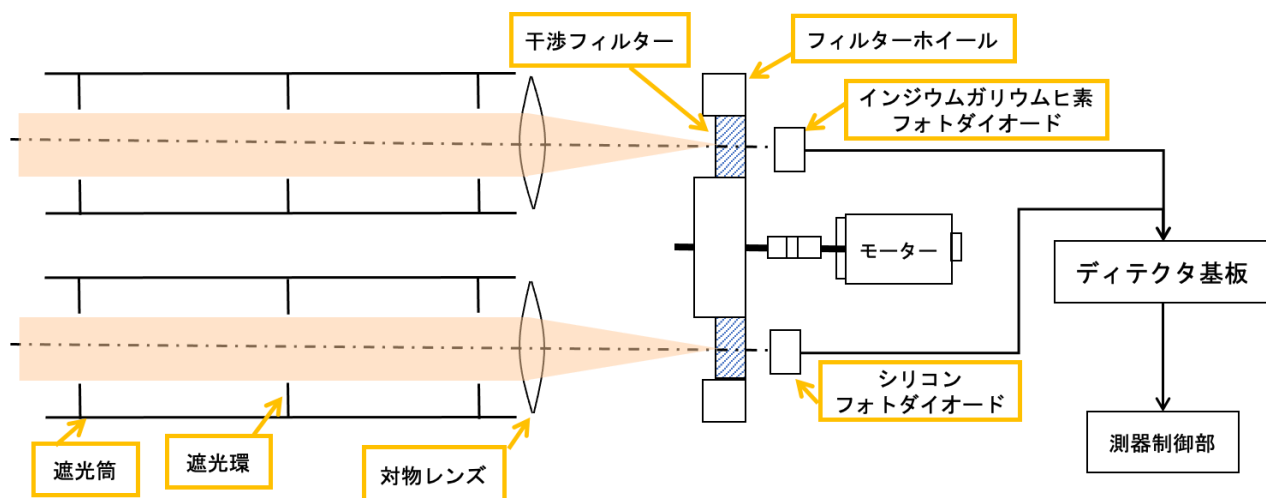 干渉フィルター
フィルターホイール
インジウムガリウムヒ素
フォトダイオード
モーター
ディテクタ基板
シリコン
フォトダイオード
測器制御部
遮光筒
遮光環
対物レンズ